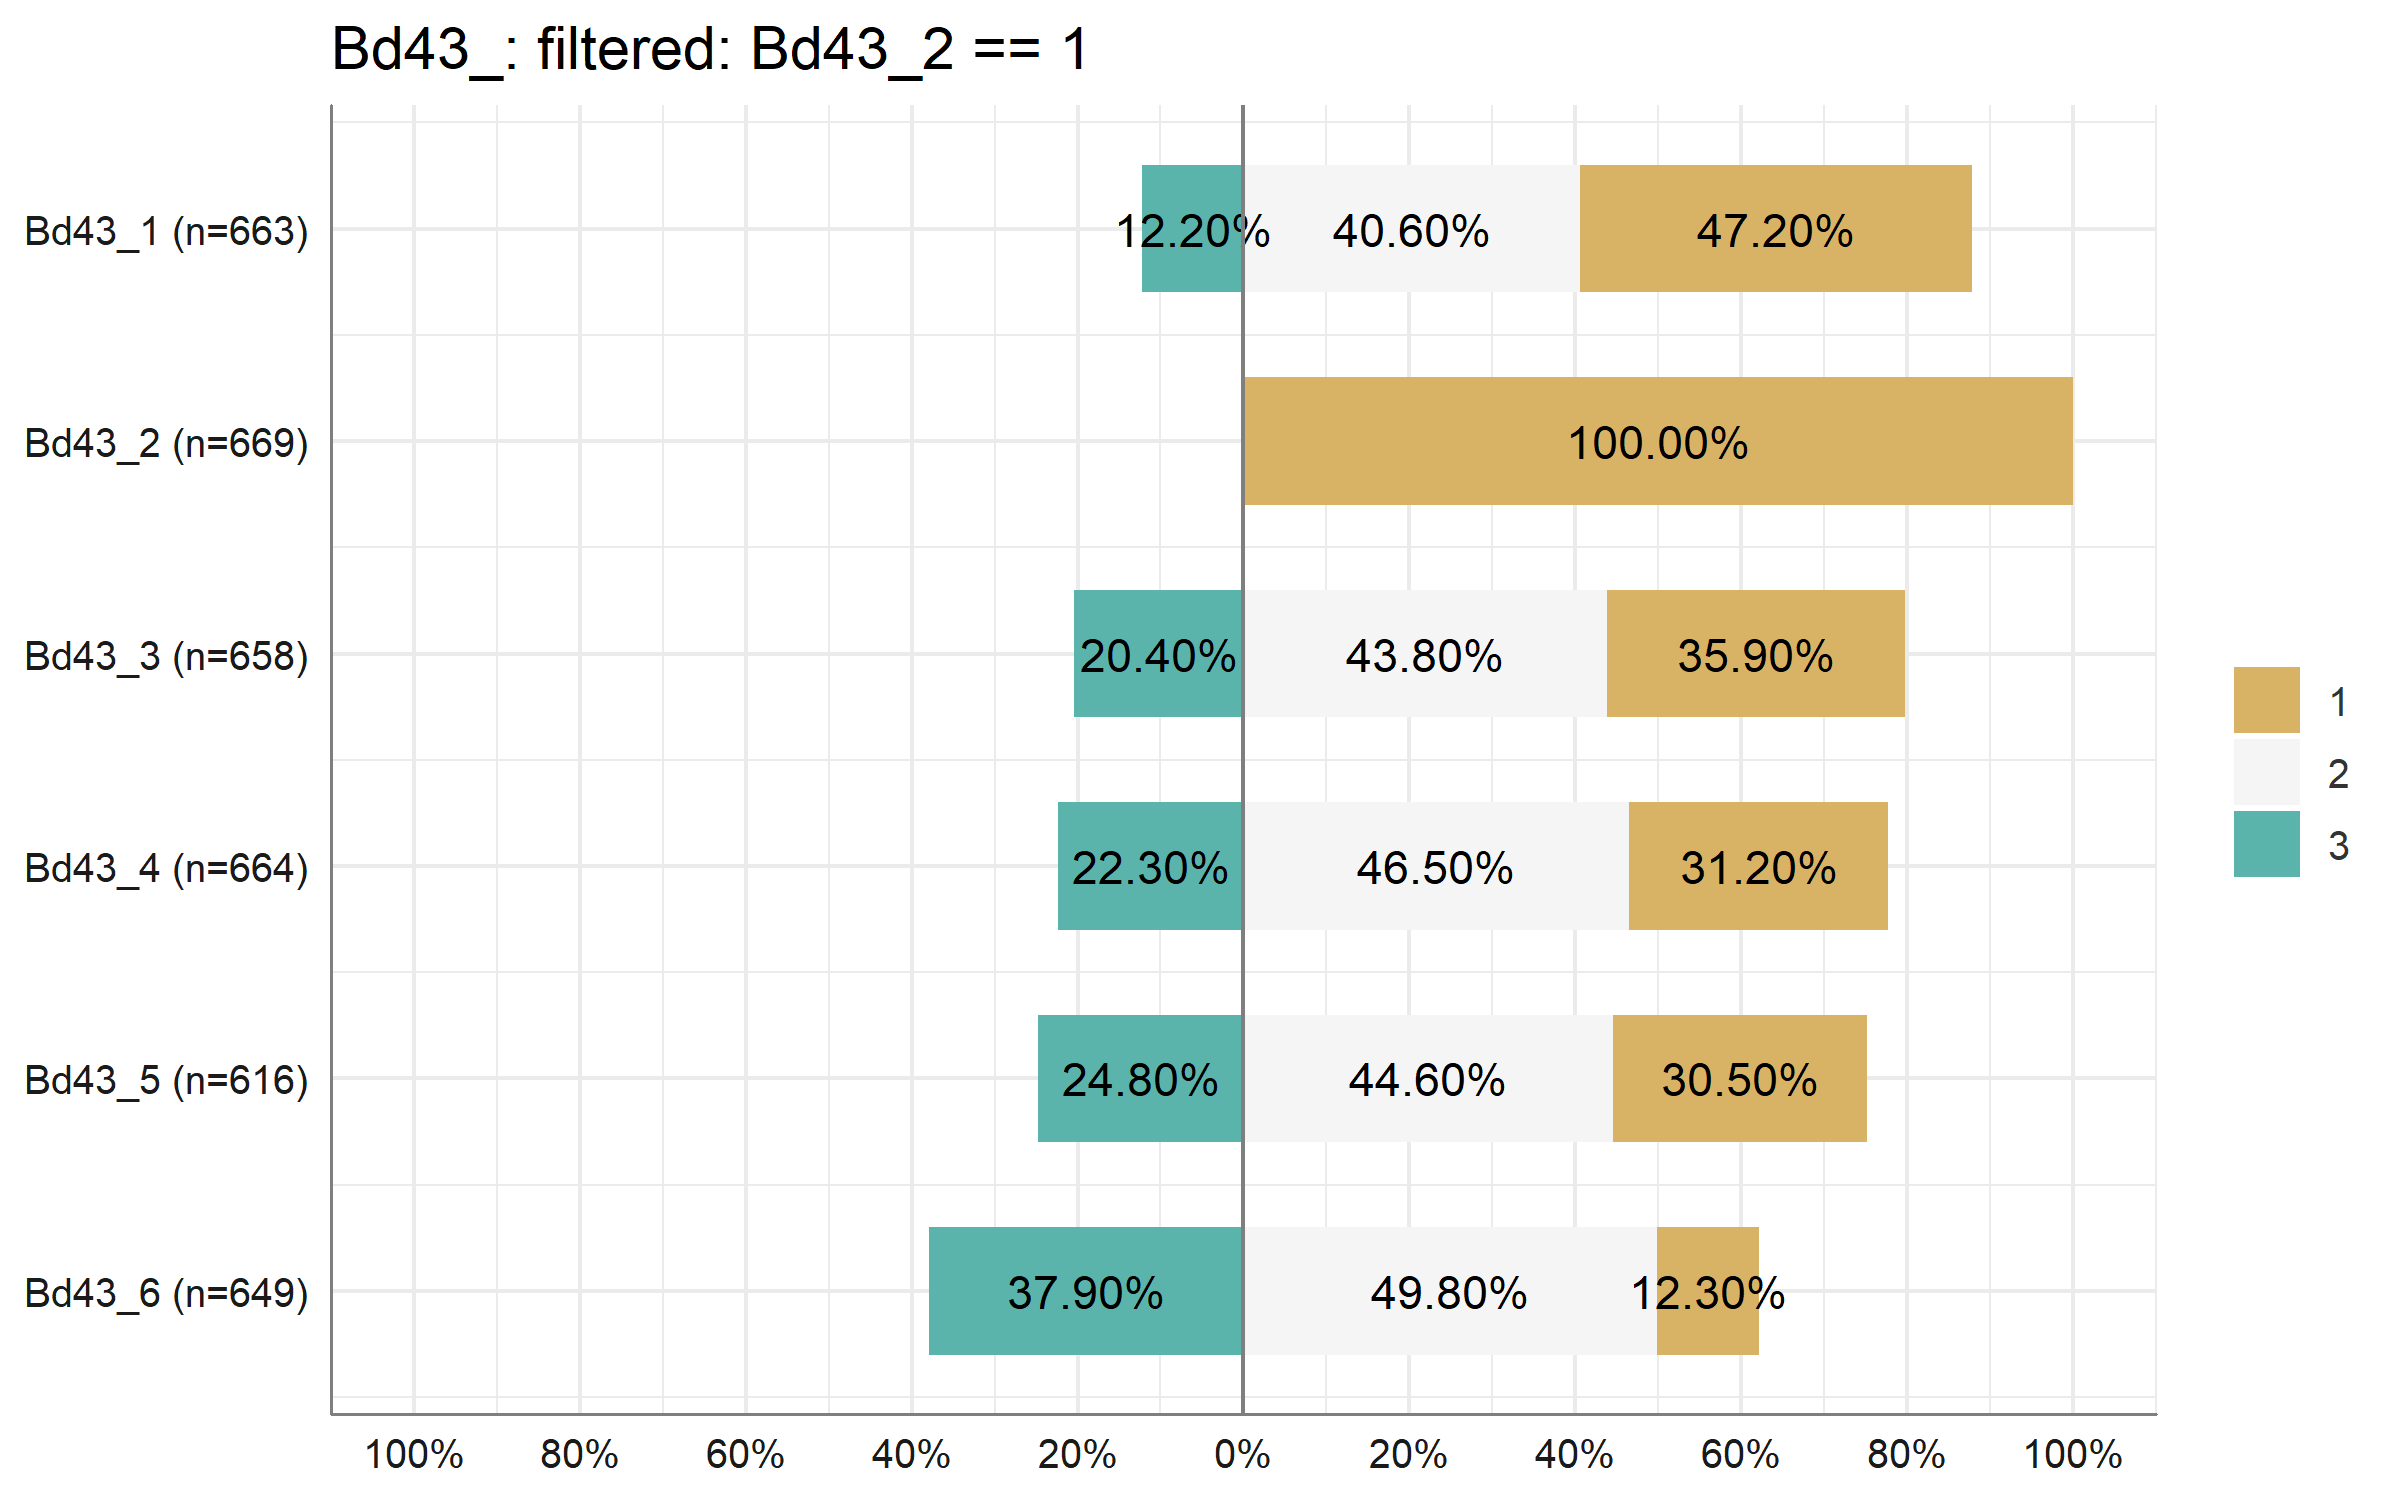 Bd43_: filtered: Bd43_2 == 1
Bd43_1 (n=663) 12.20% 40.60% 47.20%
Bd43_2 (n=669) 100.00%
Bd43_3 (n=658) 20.40% 43.80% 35.90%
Bd43_4 (n=664) 22.30% 46.50% 31.20%
Bd43_5 (n=616) 24.80% 44.60% 30.50%
Bd43_6 (n=649) 37.90% 49.80% 12.30%
100% 80% 60% 40% 20% 0% 20% 40% 60% 80% 100%
1
2
3